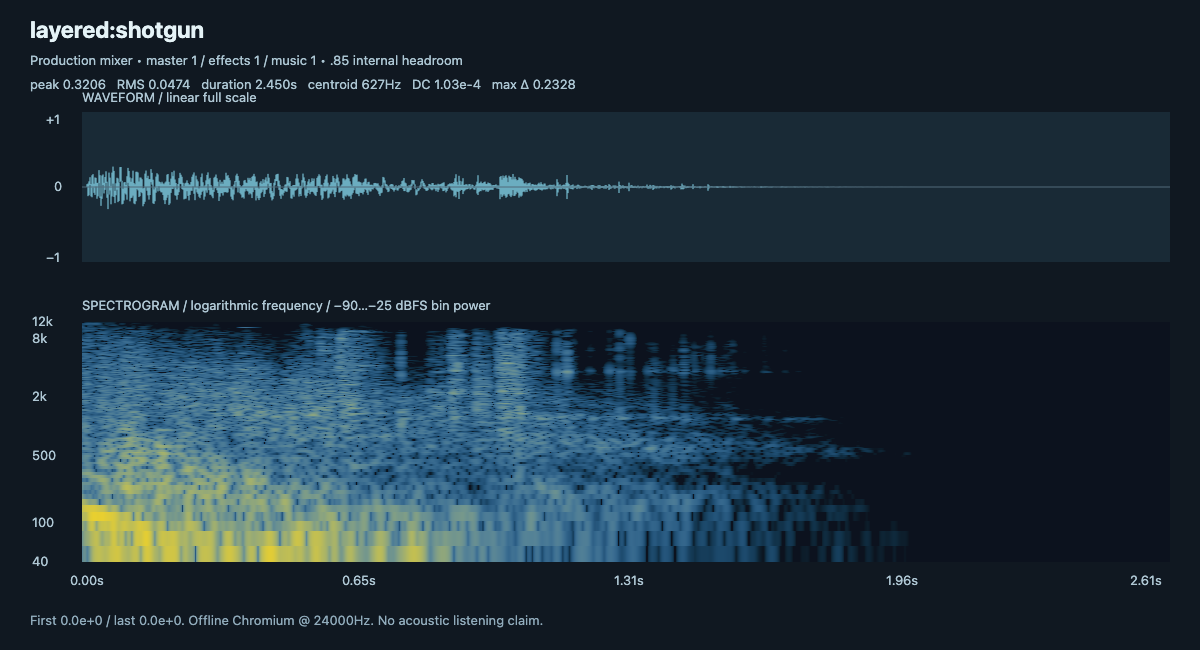 layered:shotgun
Production mixer • master 1 / effects 1 / music 1 • .85 internal headroom
peak 0.3206 RMS 0.0474 duration 2.450s centroid 627Hz DC 1.03e-4 max Δ 0.2328
WAVEFORM / linear full scale
+1
0
−1
SPECTROGRAM / logarithmic frequency / −90…−25 dBFS bin power
12k
8k
2k
500
100
40
0.00s 0.65s 1.31s 1.96s 2.61s
First 0.0e+0 / last 0.0e+0. Offline Chromium @ 24000Hz. No acoustic listening claim.